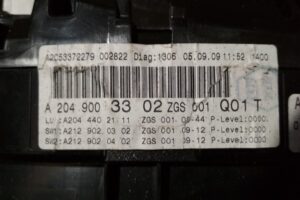 A2C53372279 002822 Diag:1306 05.09.09 11:52 1400
A 204 900 33 02 ZGS 001 Q01 T
LU :A204 440 21 11 ZGS 001 09-44 P-Level:0000.
SW1:A212 902 03 02 ZGS 001 09-12 P-Level:0000.
SW2:A212 902 04 02 ZGS 001 09-12 P-Level:0000.